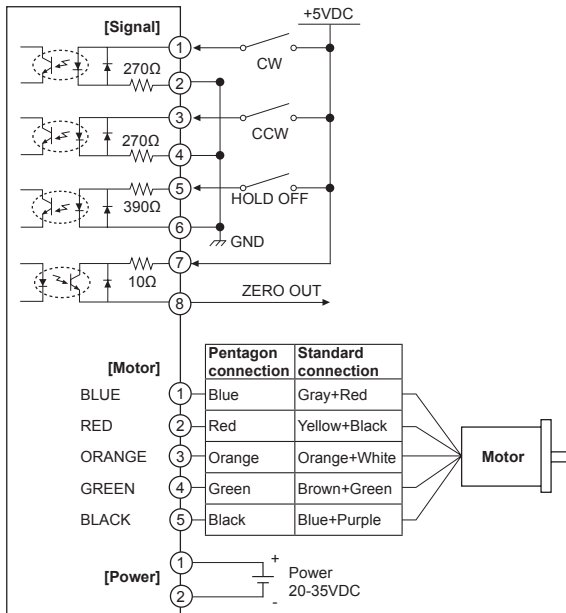 +5VDC
[Signal]
1
CW
270Ω
2
3
CCW
270Ω
4
5
HOLD OFF
390Ω
6
GND
7
10Ω
8
ZERO OUT
[Motor]
Pentagon connection
Standard connection
BLUE 1 Blue Gray+Red
RED 2 Red Yellow+Black
ORANGE 3 Orange Orange+White
Motor
GREEN 4 Green Brown+Green
BLACK 5 Black Blue+Purple
[Power]
1
+
Power
20-35VDC
2
-